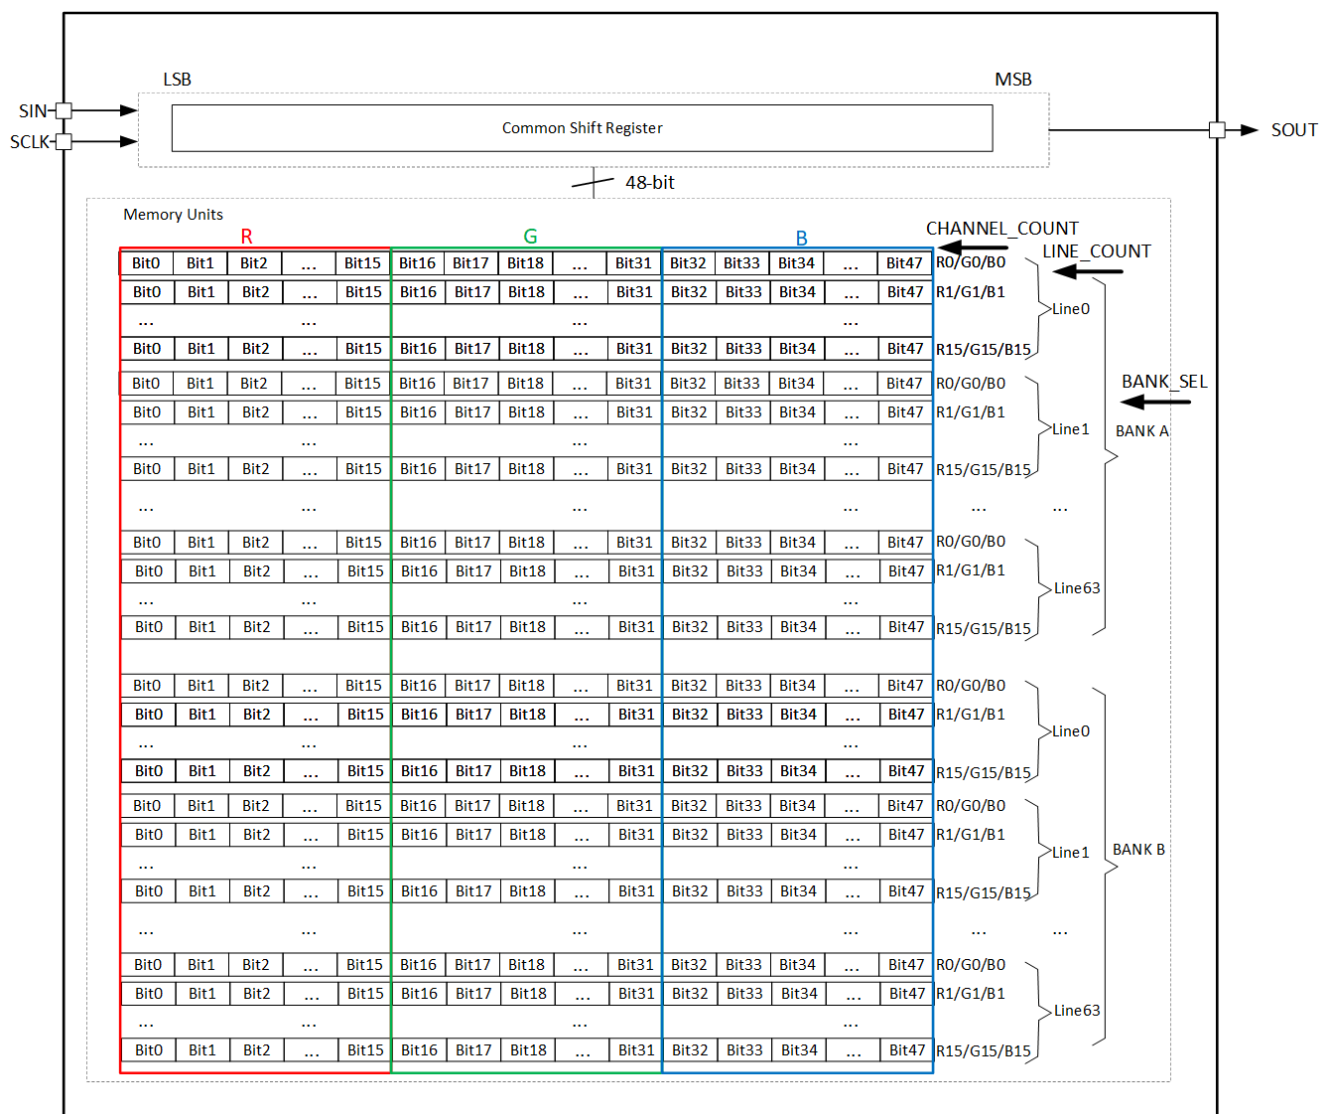 LSB MSB
SIN
SCLK
Common Shift Register
SOUT
48-bit
Memory Units
R G B
CHANNEL_COUNT
LINE_COUNT
Bit0 Bit1 Bit2 ... Bit15 Bit16 Bit17 Bit18 ... Bit31 Bit32 Bit33 Bit34 ... Bit47 R0/G0/B0
Bit0 Bit1 Bit2 ... Bit15 Bit16 Bit17 Bit18 ... Bit31 Bit32 Bit33 Bit34 ... Bit47 R1/G1/B1
Line0
... ... ... ...
Bit0 Bit1 Bit2 ... Bit15 Bit16 Bit17 Bit18 ... Bit31 Bit32 Bit33 Bit34 ... Bit47 R15/G15/B15
Bit0 Bit1 Bit2 ... Bit15 Bit16 Bit17 Bit18 ... Bit31 Bit32 Bit33 Bit34 ... Bit47 R0/G0/B0
BANK_SEL
Bit0 Bit1 Bit2 ... Bit15 Bit16 Bit17 Bit18 ... Bit31 Bit32 Bit33 Bit34 ... Bit47 R1/G1/B1
Line1 BANK A
... ... ... ...
Bit0 Bit1 Bit2 ... Bit15 Bit16 Bit17 Bit18 ... Bit31 Bit32 Bit33 Bit34 ... Bit47 R15/G15/B15
... ... ... ... ... ...
Bit0 Bit1 Bit2 ... Bit15 Bit16 Bit17 Bit18 ... Bit31 Bit32 Bit33 Bit34 ... Bit47 R0/G0/B0
Bit0 Bit1 Bit2 ... Bit15 Bit16 Bit17 Bit18 ... Bit31 Bit32 Bit33 Bit34 ... Bit47 R1/G1/B1
Line63
... ... ... ...
Bit0 Bit1 Bit2 ... Bit15 Bit16 Bit17 Bit18 ... Bit31 Bit32 Bit33 Bit34 ... Bit47 R15/G15/B15
Bit0 Bit1 Bit2 ... Bit15 Bit16 Bit17 Bit18 ... Bit31 Bit32 Bit33 Bit34 ... Bit47 R0/G0/B0
Bit0 Bit1 Bit2 ... Bit15 Bit16 Bit17 Bit18 ... Bit31 Bit32 Bit33 Bit34 ... Bit47 R1/G1/B1
Line0
... ... ... ...
Bit0 Bit1 Bit2 ... Bit15 Bit16 Bit17 Bit18 ... Bit31 Bit32 Bit33 Bit34 ... Bit47 R15/G15/B15
Bit0 Bit1 Bit2 ... Bit15 Bit16 Bit17 Bit18 ... Bit31 Bit32 Bit33 Bit34 ... Bit47 R0/G0/B0
Bit0 Bit1 Bit2 ... Bit15 Bit16 Bit17 Bit18 ... Bit31 Bit32 Bit33 Bit34 ... Bit47 R1/G1/B1
Line1 BANK B
... ... ... ...
Bit0 Bit1 Bit2 ... Bit15 Bit16 Bit17 Bit18 ... Bit31 Bit32 Bit33 Bit34 ... Bit47 R15/G15/B15
... ... ... ... ... ...
Bit0 Bit1 Bit2 ... Bit15 Bit16 Bit17 Bit18 ... Bit31 Bit32 Bit33 Bit34 ... Bit47 R0/G0/B0
Bit0 Bit1 Bit2 ... Bit15 Bit16 Bit17 Bit18 ... Bit31 Bit32 Bit33 Bit34 ... Bit47 R1/G1/B1
Line63
... ... ... ...
Bit0 Bit1 Bit2 ... Bit15 Bit16 Bit17 Bit18 ... Bit31 Bit32 Bit33 Bit34 ... Bit47 R15/G15/B15